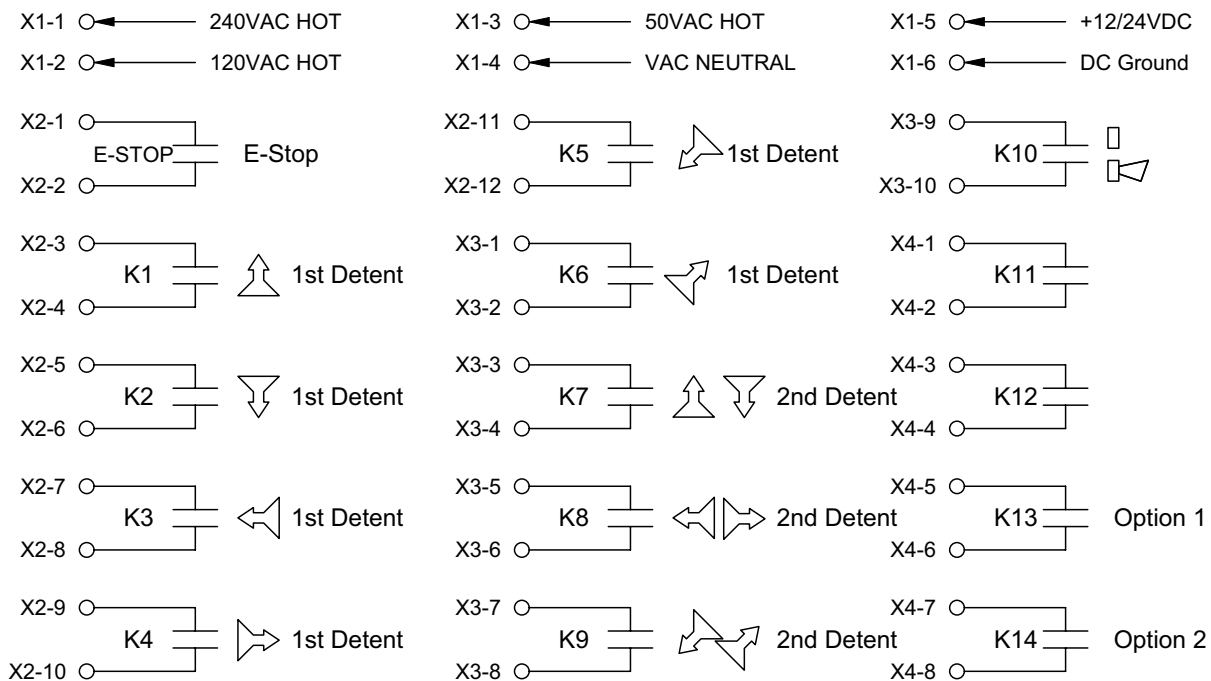 X1-1 240VAC HOT
X1-2 120VAC HOT
X2-1
E-STOP E-Stop
X2-2
X2-3
K1 1st Detent
X2-4
X2-5
K2 1st Detent
X2-6
X2-7
K3 1st Detent
X2-8
X2-9
K4 1st Detent
X2-10
X1-3 50VAC HOT
X1-4 VAC NEUTRAL
X2-11
K5 1st Detent
X2-12
X3-1
K6 1st Detent
X3-2
X3-3
K7 2nd Detent
X3-4
X3-5
K8 2nd Detent
X3-6
X3-7
K9 2nd Detent
X3-8
X1-5 +12/24VDC
X1-6 DC Ground
X3-9
K10
X3-10
X4-1
K11
X4-2
X4-3
K12
X4-4
X4-5
K13 Option 1
X4-6
X4-7
K14 Option 2
X4-8